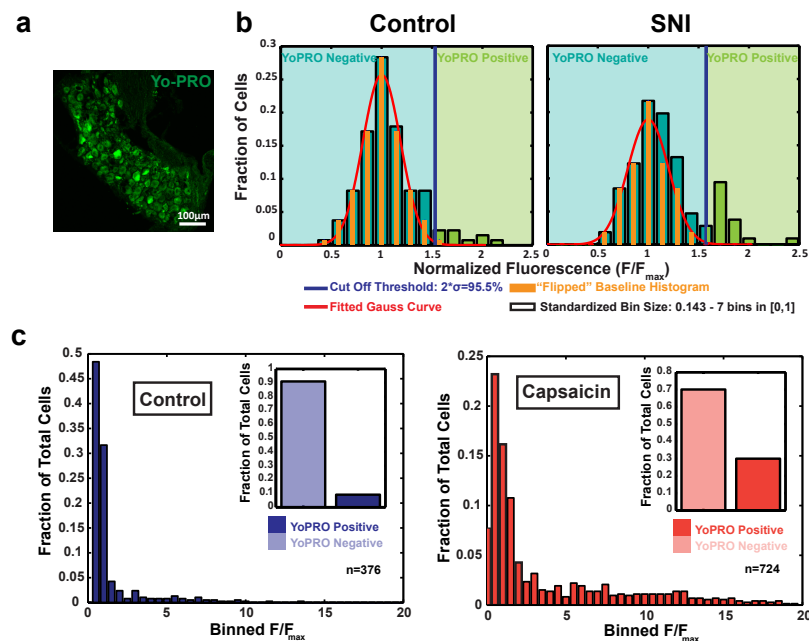 a
Yo-PRO
100μm
b
Control
SNI
Fraction of Cells
0.3
0.25
0.2
0.15
0.1
0.05
0
YoPRO Negative
YoPRO Positive
YoPRO Negative
YoPRO Positive
0 0.5 1 1.5 2 2.5
0 0.5 1 1.5 2 2.5
Normalized Fluorescence (F/Fmax)
Cut Off Threshold: 2*σ=95.5%
"Flipped" Baseline Histogram
Fitted Gauss Curve
Standardized Bin Size: 0.143 - 7 bins in [0,1]
c
Fraction of Total Cells
0.5
0.45
0.4
0.35
0.3
0.25
0.2
0.15
0.1
0.05
0
0 5 10 15 20
Binned F/Fmax
Control
Fraction of Total Cells
1
0.9
0.8
0.7
0.6
0.5
0.4
0.3
0.2
0.1
0
YoPRO Positive
YoPRO Negative
n=376
Fraction of Total Cells
0.25
0.2
0.15
0.1
0.05
0
0 5 10 15 20
Binned F/Fmax
Capsaicin
Fraction of Total Cells
0.8
0.7
0.6
0.5
0.4
0.3
0.2
0.1
0
YoPRO Positive
YoPRO Negative
n=724